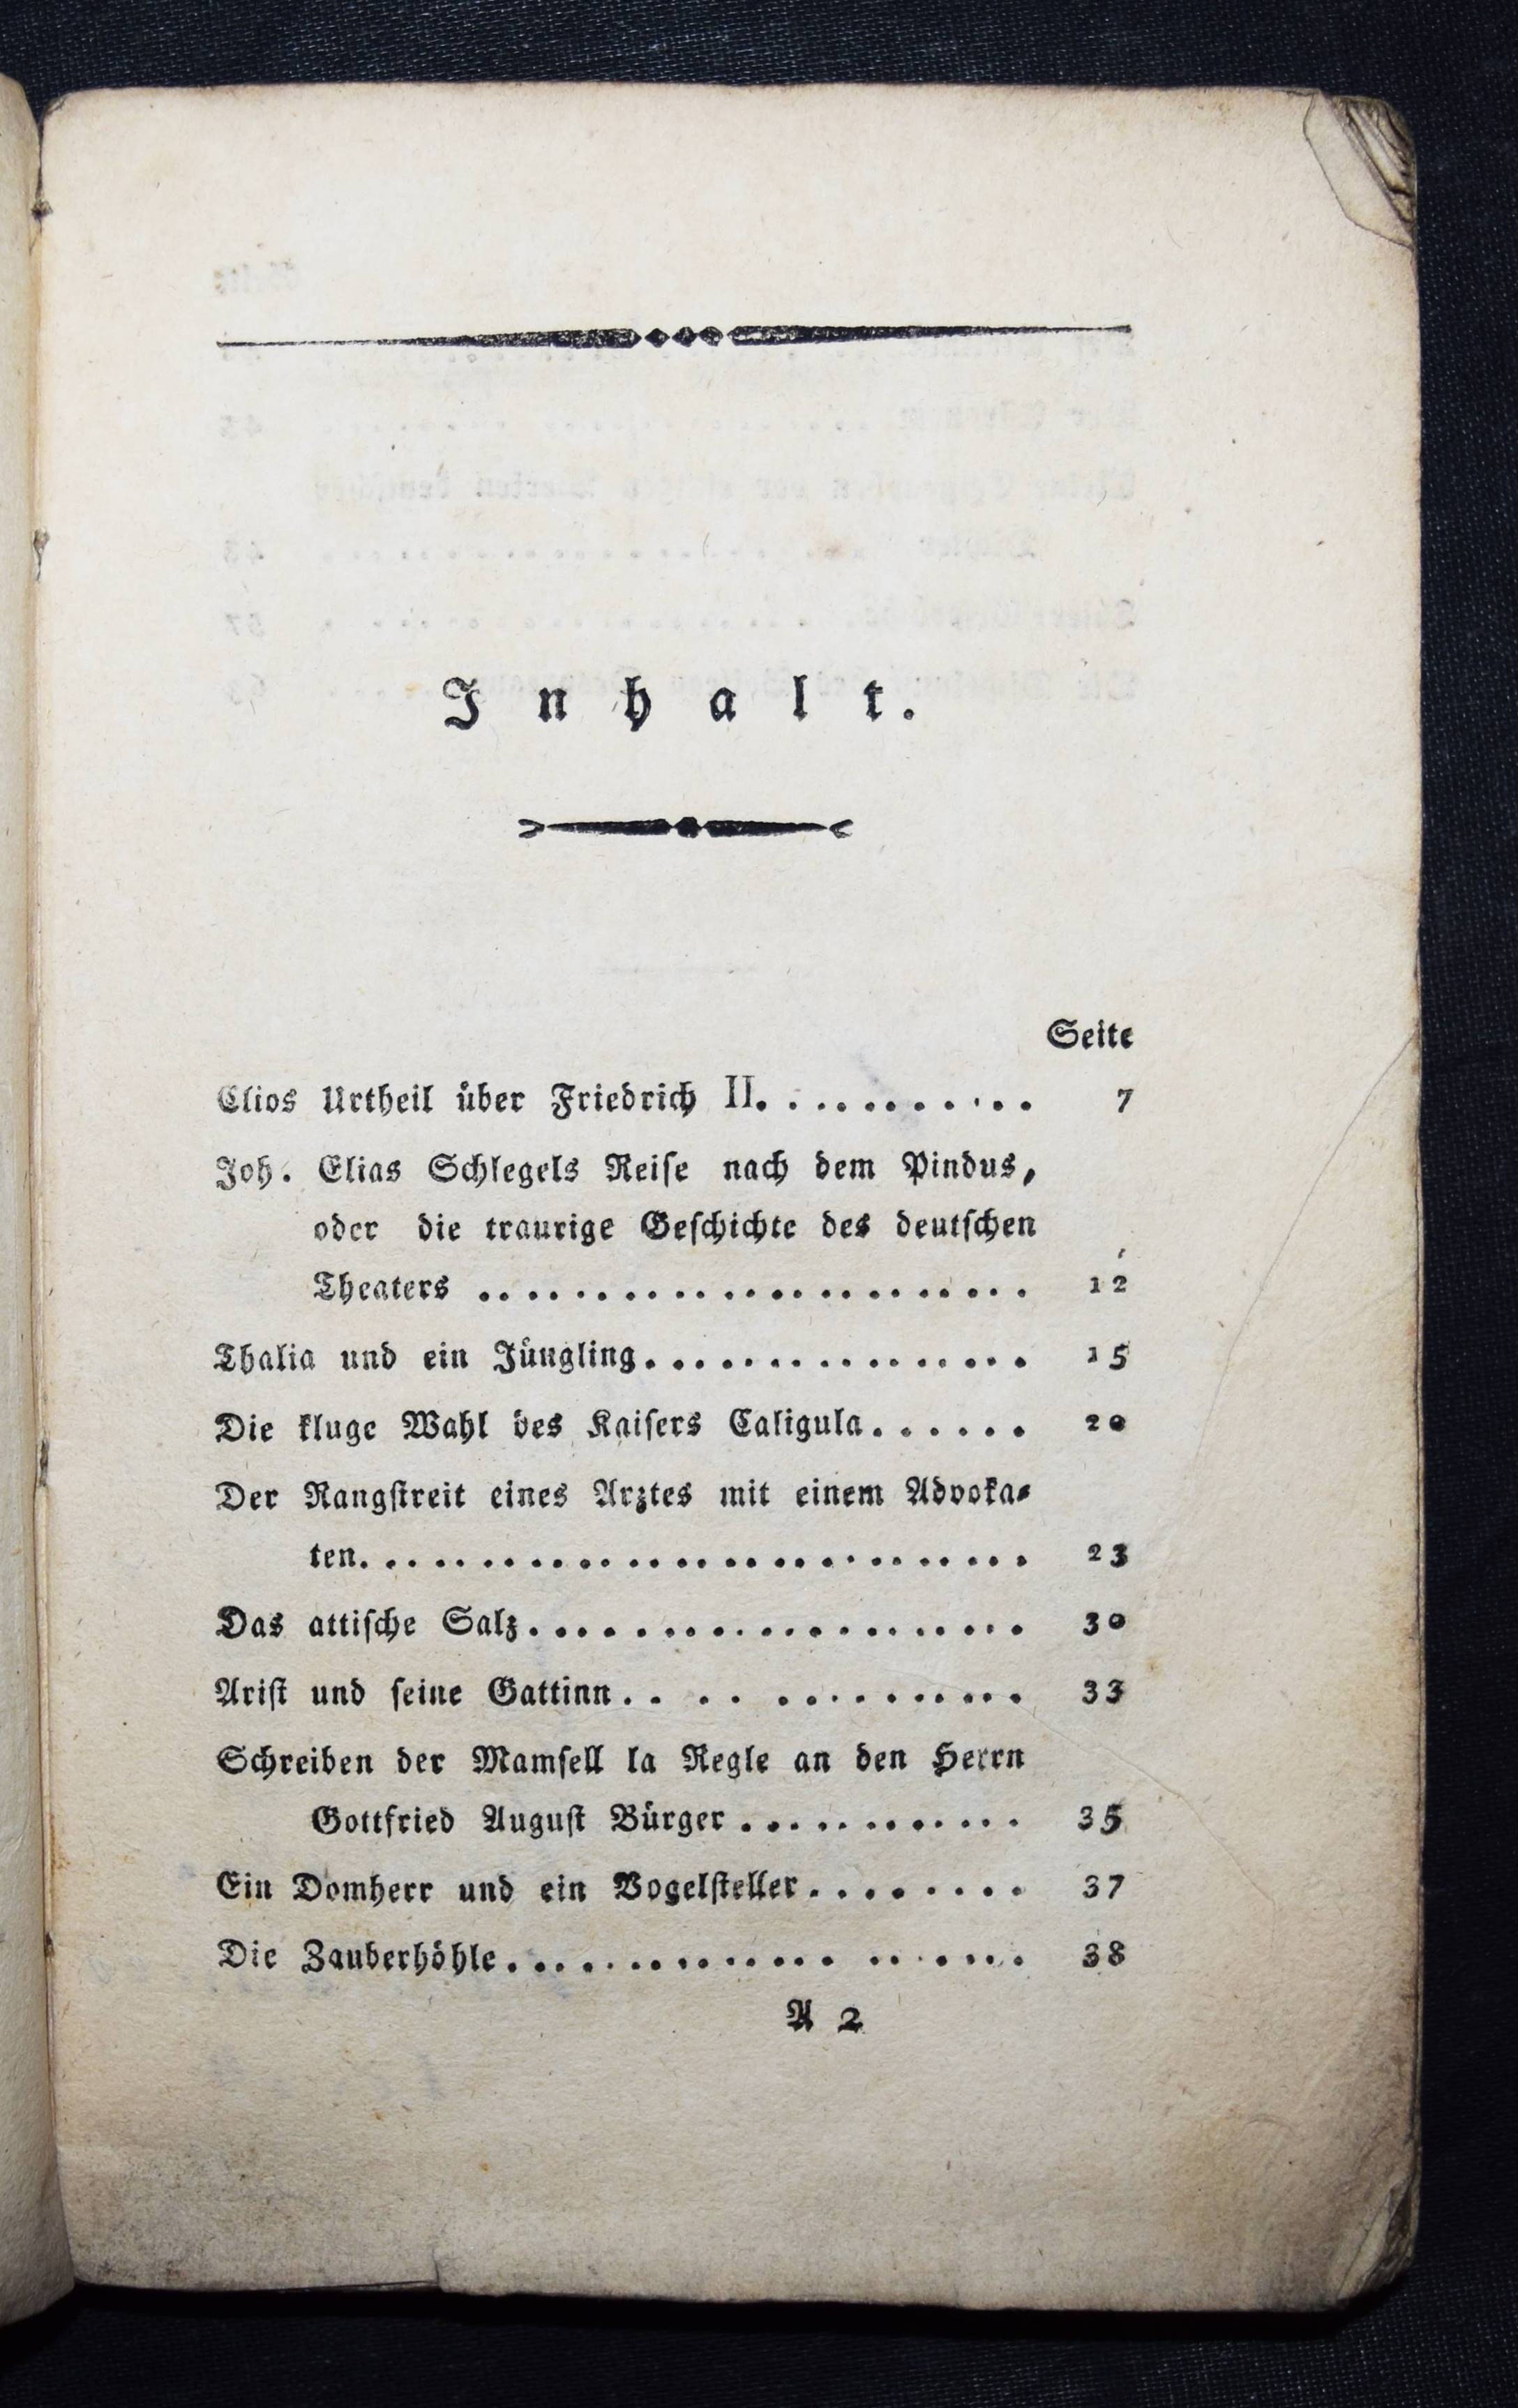 Inhalt.
Seite
Clios Urtheil über Friedrich II. . . . . . . . . . . . 7
Joh. Elias Schlegels Reiſe nach dem Pindus,
oder die traurige Geſchichte des deutſchen
Theaters . . . . . . . . . . . . . . . . . . . . . . . 12
Thalia und ein Jüngling. . . . . . . . . . . . . . . . 15
Die kluge Wahl des Kaiſers Caligula. . . . . . . 20
Der Rangſtreit eines Arztes mit einem Advoka⸗
ten. . . . . . . . . . . . . . . . . . . . . . . . . . . . 23
Das attiſche Salz. . . . . . . . . . . . . . . . . . . . 30
Ariſt und ſeine Gattinn. . . . . . . . . . . . . . . 33
Schreiben der Mamſell la Regle an den Herrn
Gottfried Auguſt Bürger . . . . . . . . . . . . 35
Ein Domherr und ein Vogelſteller. . . . . . . . . 37
Die Zauberhöhle. . . . . . . . . . . . . . . . . . . . 38
A 2